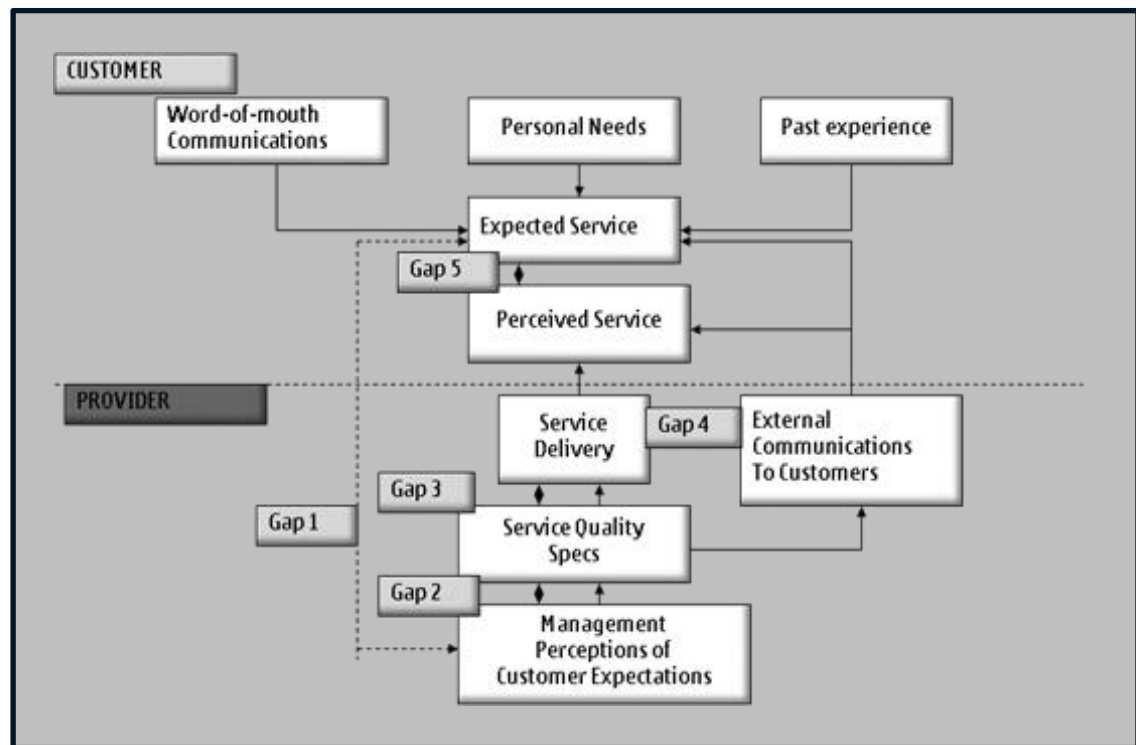 CUSTOMER
Word-of-mouth
Communications
Personal Needs
Past experience
Expected Service
Gap 5
Perceived Service
PROVIDER
Service
Delivery
Gap 4
External
Communications
To Customers
Gap 3
Gap 1
Service Quality
Specs
Gap 2
Management
Perceptions of
Customer Expectations